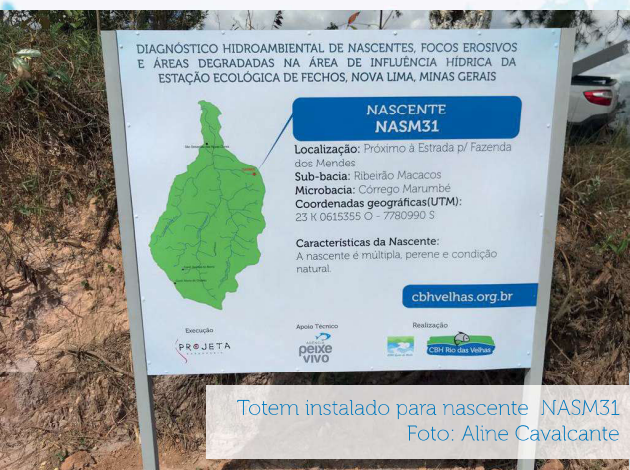 DIAGNÓSTICO HIDROAMBIENTAL DE NASCENTES, FOCOS EROSIVOS
E ÁREAS DEGRADADAS NA ÁREA DE INFLUÊNCIA HÍDRICA DA
ESTAÇÃO ECOLÓGICA DE FECHOS, NOVA LIMA, MINAS GERAIS
NASCENTE
NASM31
Localização: Próximo à Estrada p/ Fazenda
dos Mendes
Sub-bacia: Ribeirão Macacos
Microbacia: Córrego Marumbé
Coordenadas geográficas(UTM):
23 K 0615355 O - 7780990 S
Características da Nascente:
A nascente é múltipla, perene e condição
natural.
cbhvelhas.org.br
Execução
PROJETA
Apoio Técnico
AGÊNCIA
peixe
VIVO
Realização
CBH Rio das Velhas
Totem instalado para nascente NASM31
Foto: Aline Cavalcante